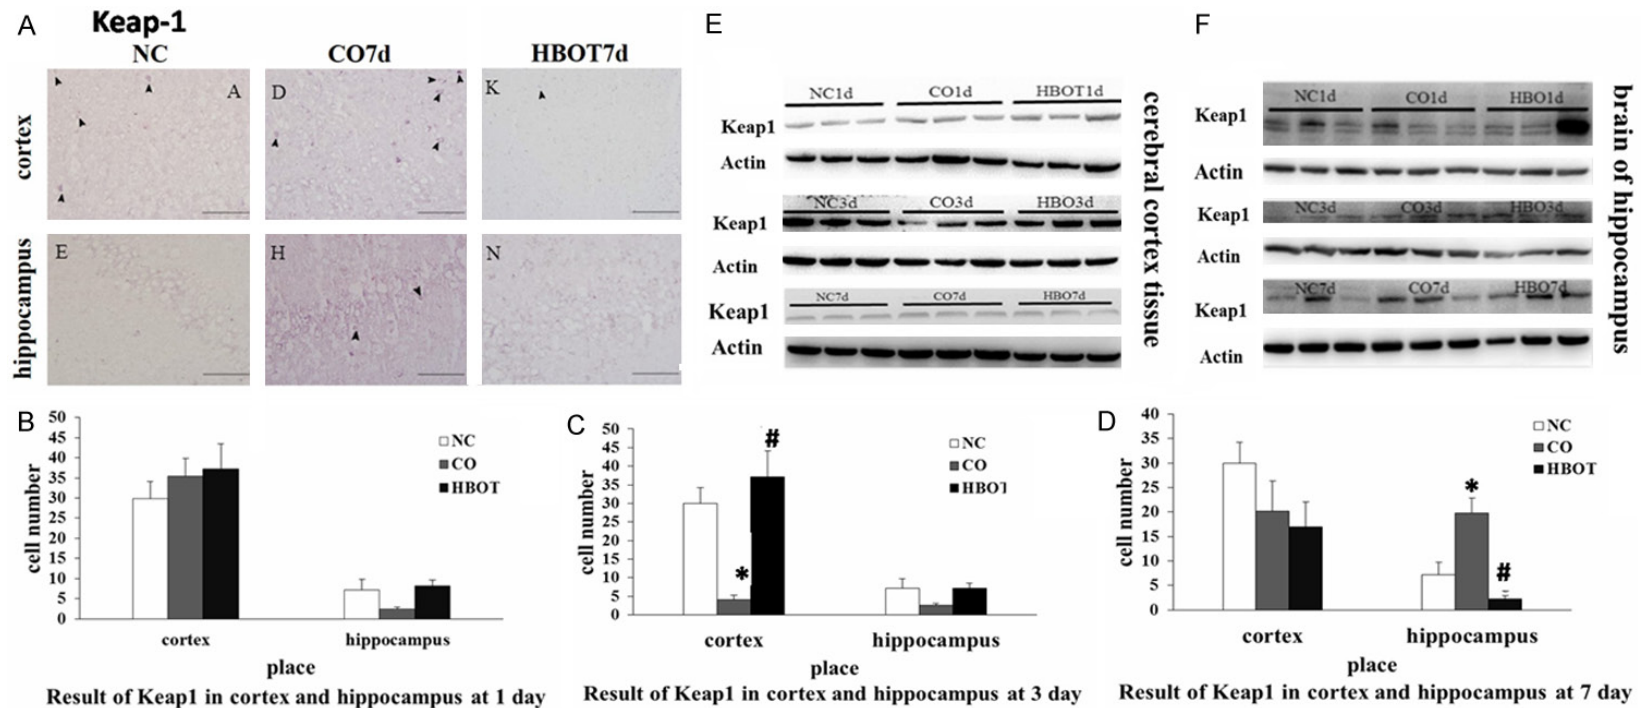 A
Keap-1
NC
CO7d
HBOT7d
cortex
A
D
K
hippocampus
E
H
N
E
NC1d
CO1d
HBOT1d
Keap1
Actin
NC3d
CO3d
HBO3d
Keap1
Actin
NC7d
CO7d
HBO7d
Keap1
Actin
cerebral cortex tissue
F
NC1d
CO1d
HBO1d
Keap1
Actin
NC3d
CO3d
HBO3d
Keap1
Actin
NC7d
CO7d
HBO7d
Keap1
Actin
brain of hippocampus
B
50
45
40
35
30
25
20
15
10
5
0
cell number
NC
CO
HBOT
cortex
hippocampus
place
Result of Keap1 in cortex and hippocampus at 1 day
C
50
45
40
35
30
25
20
15
10
5
0
cell number
#
*
NC
CO
HBOT
cortex
hippocampus
place
Result of Keap1 in cortex and hippocampus at 3 day
D
40
35
30
25
20
15
10
5
0
cell number
*
#
NC
CO
HBOT
cortex
hippocampus
place
Result of Keap1 in cortex and hippocampus at 7 day